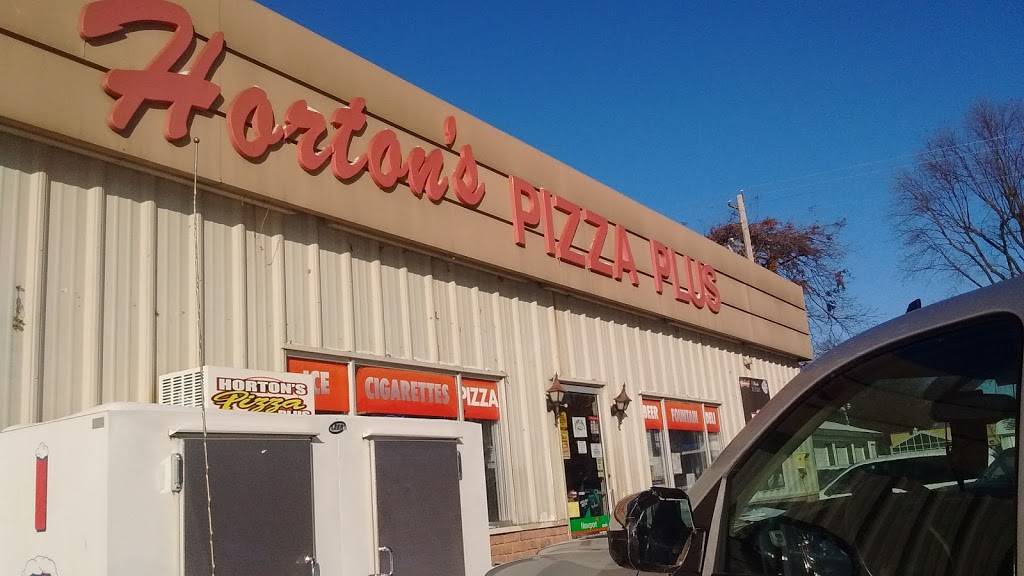 Horton's PIZZA PLUS
ICE
CIGARETTES
PIZZA
BEER
FOUNTAIN
DELI
HORTON'S
Pizza
Newport